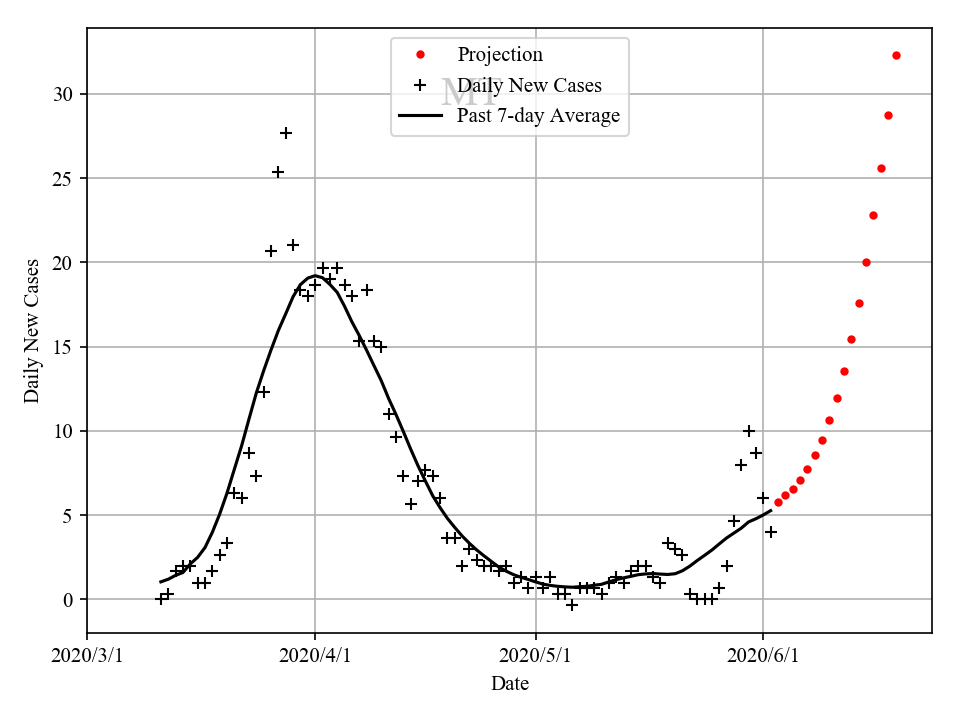 Projection
MT
Daily New Cases
Past 7-day Average
30
25
20
15
10
5
0
Daily New Cases
2020/3/1
2020/4/1
2020/5/1
2020/6/1
Date